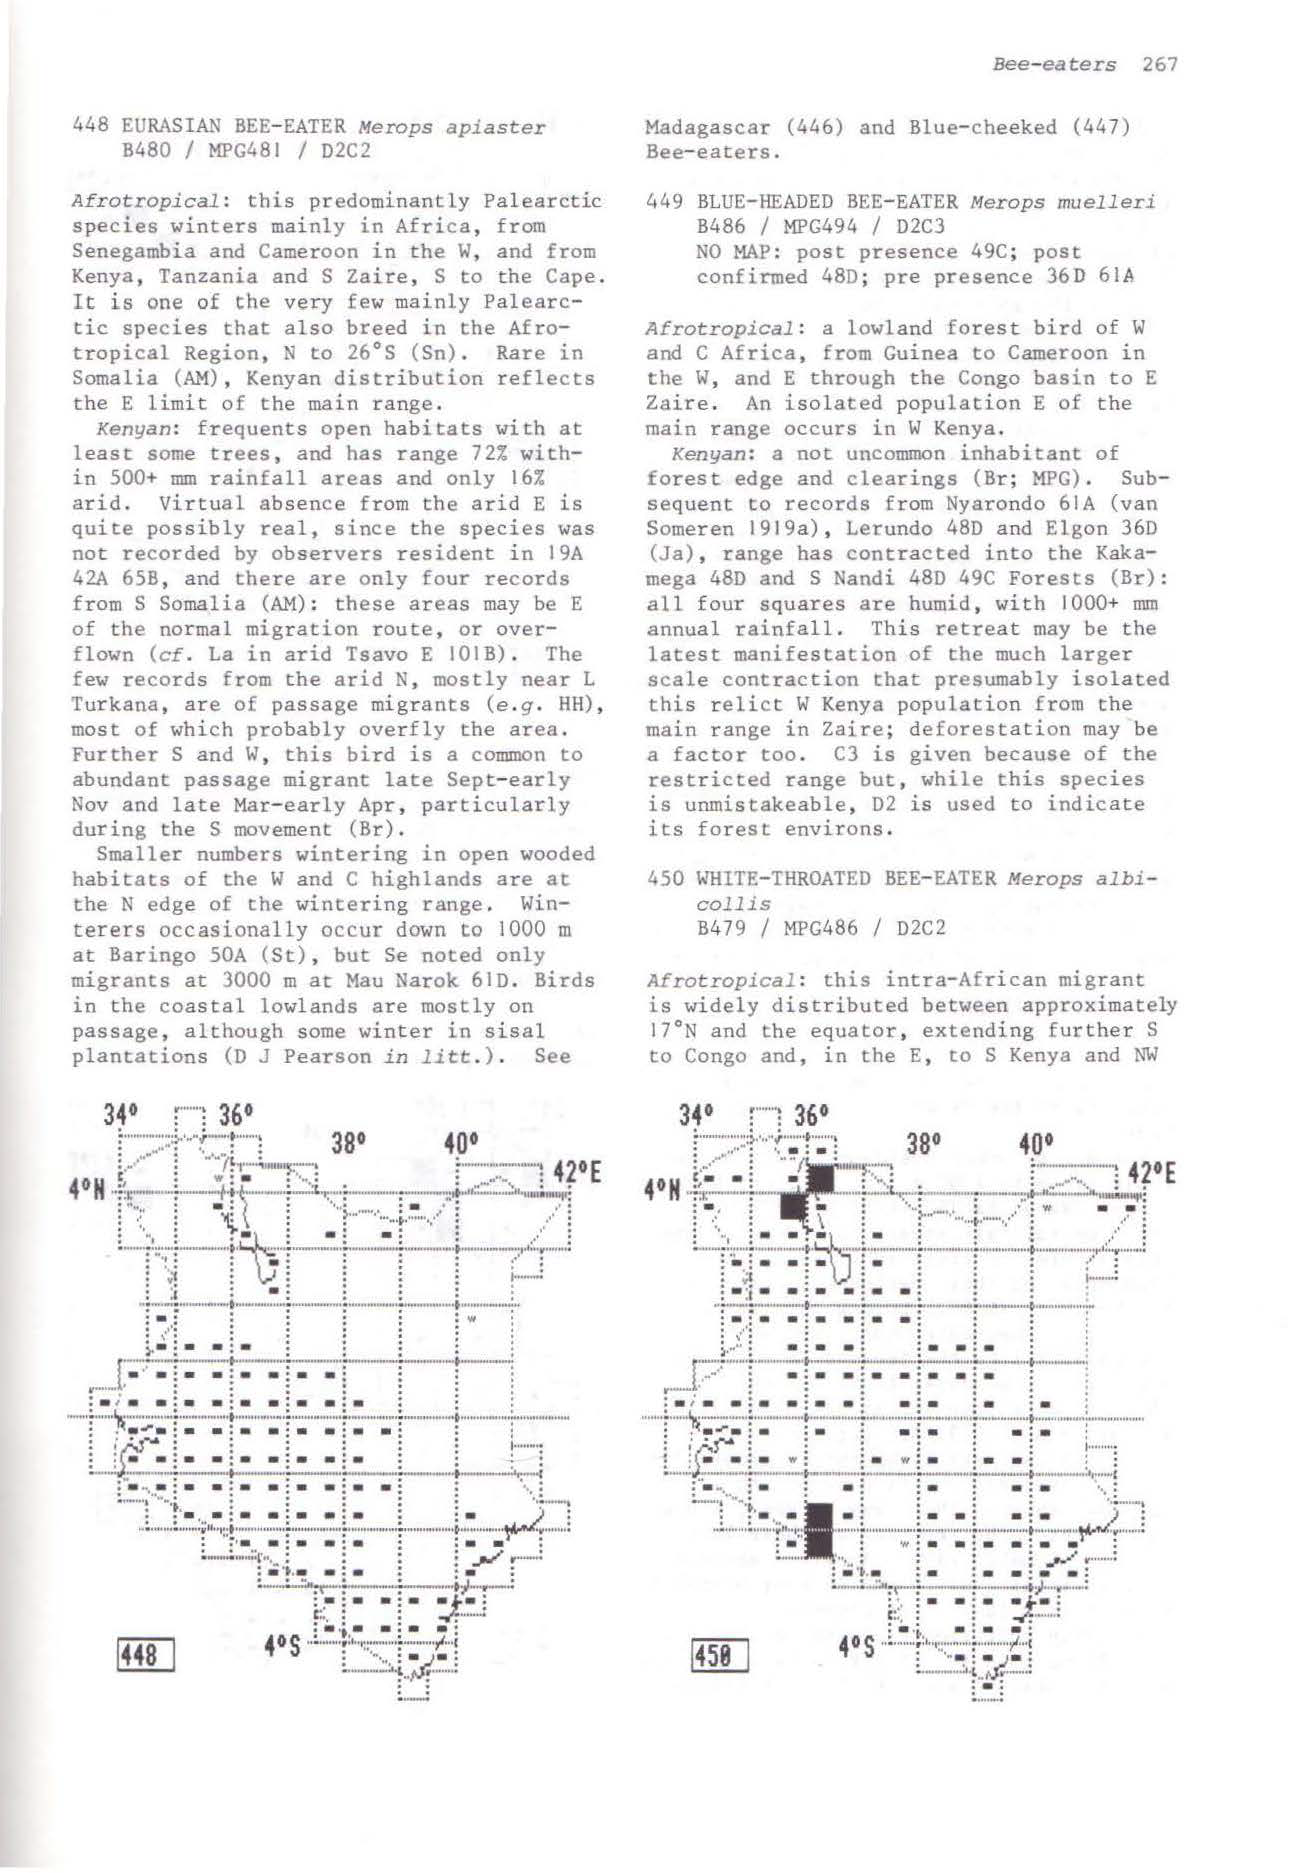 Bee-eaters 267
448 EURASIAN BEE-EATER Merops apiaster
B480 / MPG481 / D2C2
Afrotropical: this predominantly Palearctic
species winters mainly in Africa, from
Senegambia and Cameroon in the W, and from
Kenya, Tanzania and S Zaire, S to the Cape.
It is one of the very few mainly Palearc-
tic species that also breed in the Afro-
tropical Region, N to 26°S (Sn). Rare in
Somalia (AM), Kenyan distribution reflects
the E limit of the main range.
Kenyan: frequents open habitats with at
least some trees, and has range 72% with-
in 500+ mm rainfall areas and only 16%
arid. Virtual absence from the arid E is
quite possibly real, since the species was
not recorded by observers resident in 19A
42A 65B, and there are only four records
from S Somalia (AM): these areas may be E
of the normal migration route, or over-
flown (cf. La in arid Tsavo E 101B). The
few records from the arid N, mostly near L
Turkana, are of passage migrants (e.g. HH),
most of which probably overfly the area.
Further S and W, this bird is a common to
abundant passage migrant late Sept-early
Nov and late Mar-early Apr, particularly
during the S movement (Br).
Smaller numbers wintering in open wooded
habitats of the W and C highlands are at
the N edge of the wintering range. Win-
terers occasionally occur down to 1000 m
at Baringo 50A (St), but Se noted only
migrants at 3000 m at Mau Narok 61D. Birds
in the coastal lowlands are mostly on
passage, although some winter in sisal
plantations (D J Pearson in litt.). See
Madagascar (446) and Blue-cheeked (447)
Bee-eaters.
449 BLUE-HEADED BEE-EATER Merops muelleri
B486 / MPG494 / D2C3
NO MAP: post presence 49C; post
confirmed 48D; pre presence 36D 61A
Afrotropical: a lowland forest bird of W
and C Africa, from Guinea to Cameroon in
the W, and E through the Congo basin to E
Zaire. An isolated population E of the
main range occurs in W Kenya.
Kenyan: a not uncommon inhabitant of
forest edge and clearings (Br; MPG). Sub-
sequent to records from Nyarondo 61A (van
Someren 1919a), Lerundo 48D and Elgon 36D
(Ja), range has contracted into the Kaka-
mega 48D and S Nandi 48D 49C Forests (Br):
all four squares are humid, with 1000+ mm
annual rainfall. This retreat may be the
latest manifestation of the much larger
scale contraction that presumably isolated
this relict W Kenya population from the
main range in Zaire; deforestation may be
a factor too. C3 is given because of the
restricted range but, while this species
is unmistakeable, D2 is used to indicate
its forest environs.
450 WHITE-THROATED BEE-EATER Merops albi-
collis
B479 / MPG486 / D2C2
Afrotropical: this intra-African migrant
is widely distributed between approximately
17°N and the equator, extending further S
to Congo and, in the E, to S Kenya and NW
34° 36°
38° 40°
42°E
4°N
4°S
448
34° 36°
38° 40°
42°E
4°N
4°S
450